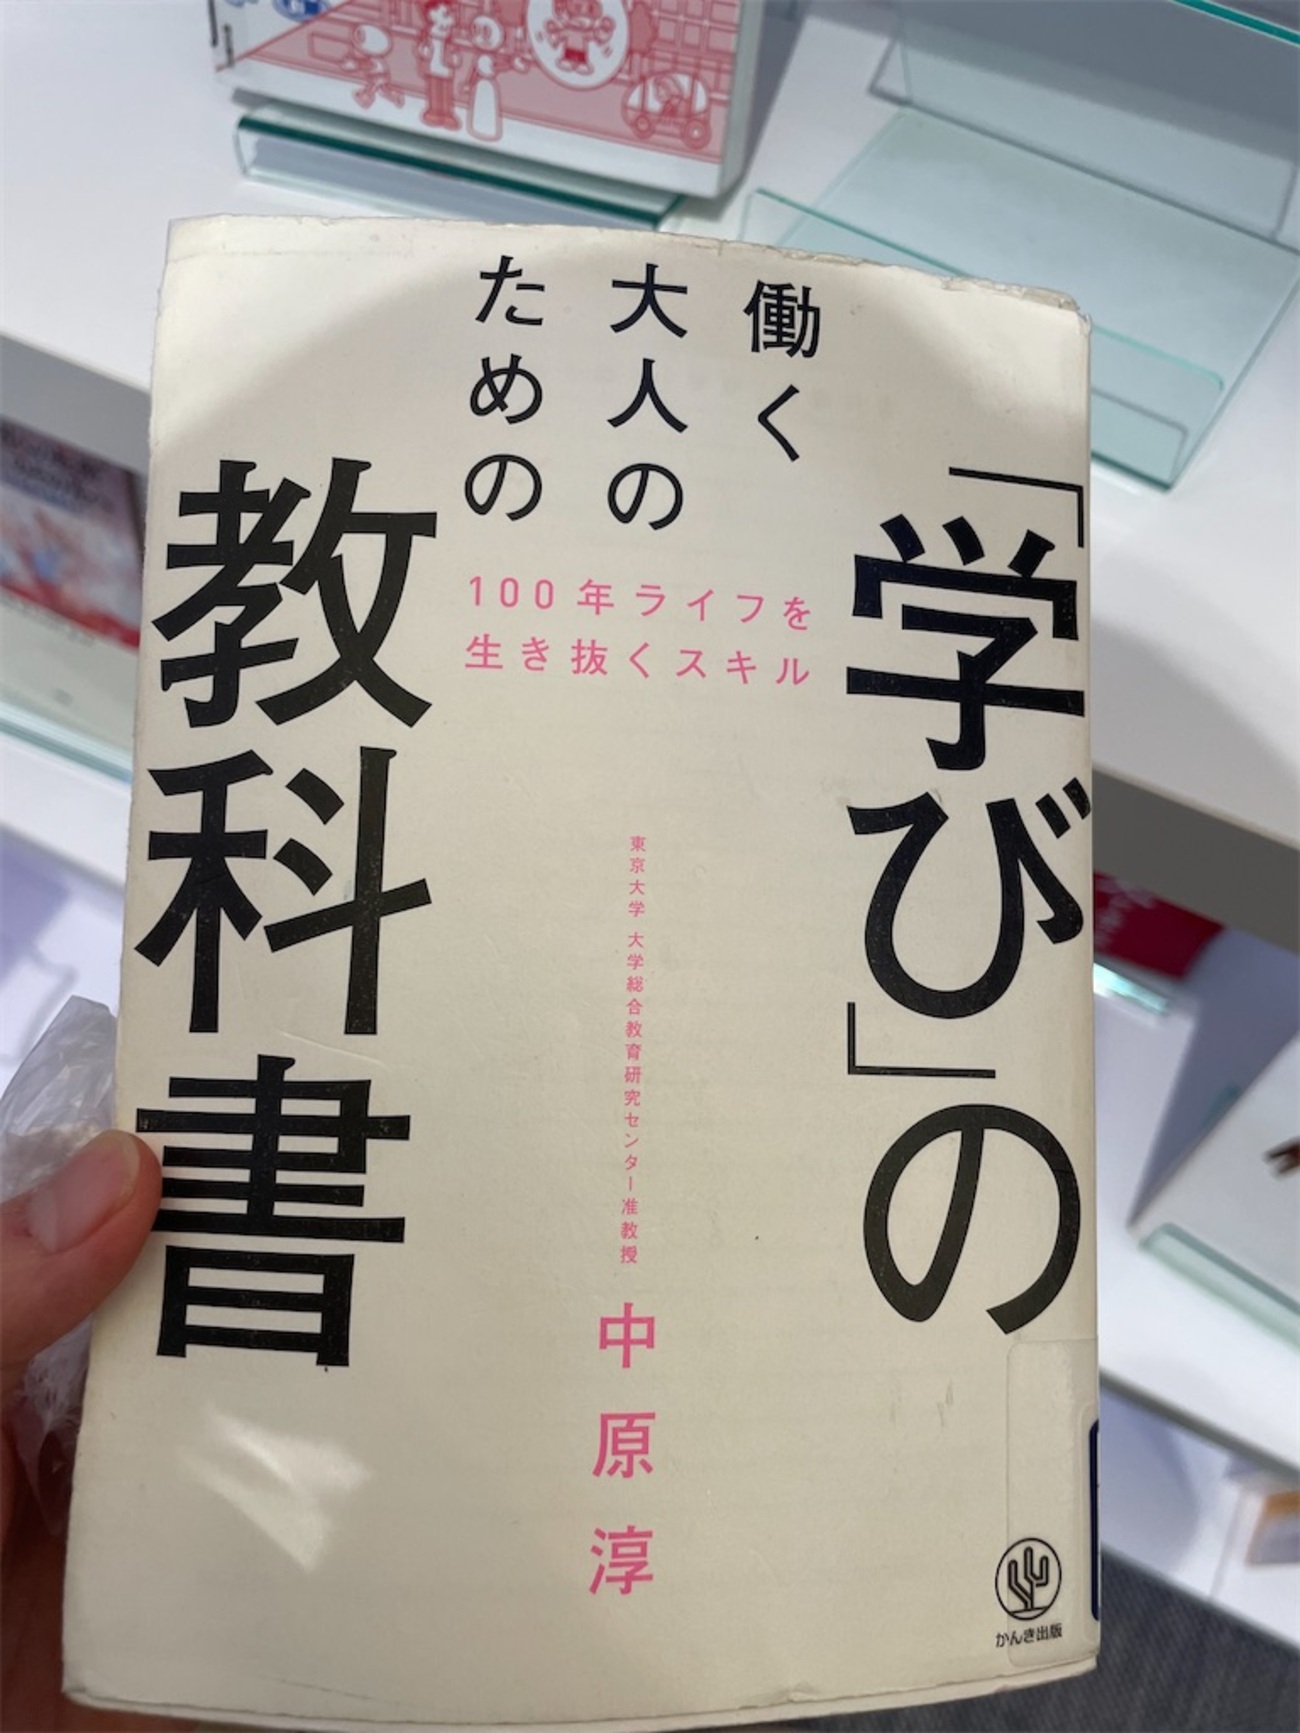 働く
大人の
ための
「学び」の
教科書
100年ライフを
生き抜くスキル
東京大学 大学総合教育研究センター准教授
中原淳
かんき出版